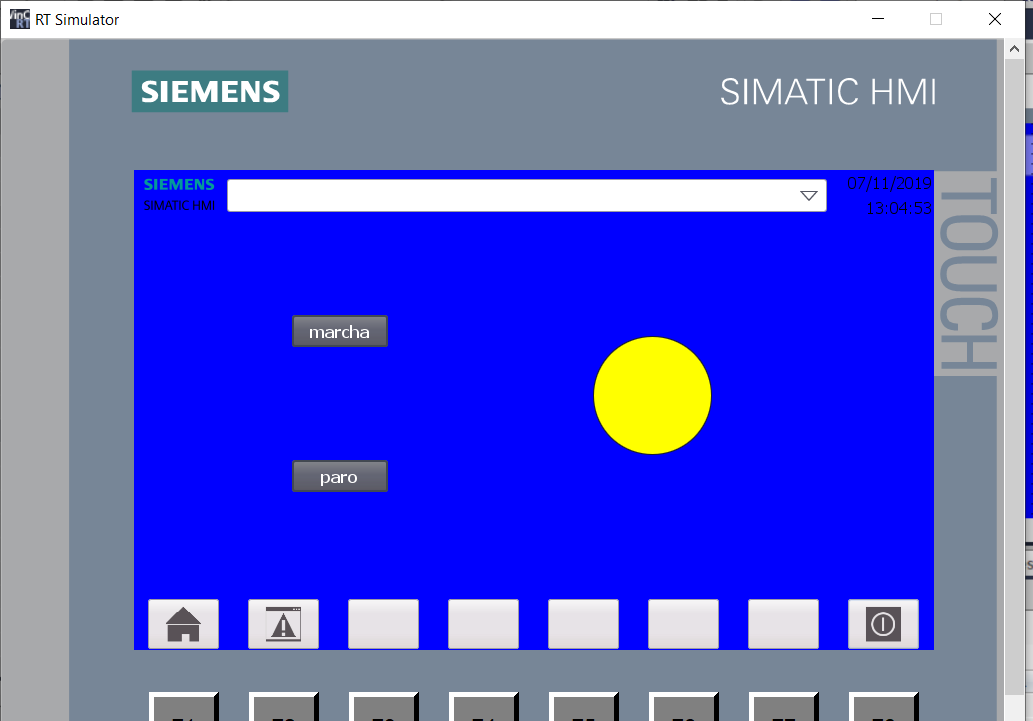 RT Simulator
SIEMENS
SIMATIC HMI
SIEMENS
SIMATIC HMI
07/11/2019
13:04:53
TOUCH
marcha
paro